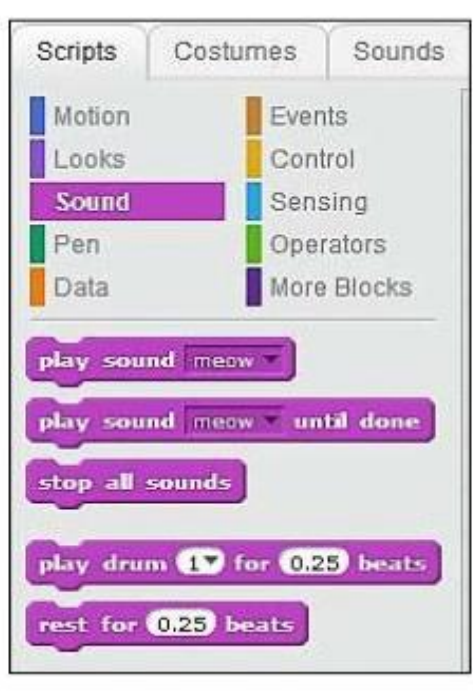 Scripts Costumes Sounds
Motion Events
Looks Control
Sound Sensing
Pen Operators
Data More Blocks
play sound meow
play sound meow until done
stop all sounds
play drum 1 for 0.25 beats
rest for 0.25 beats